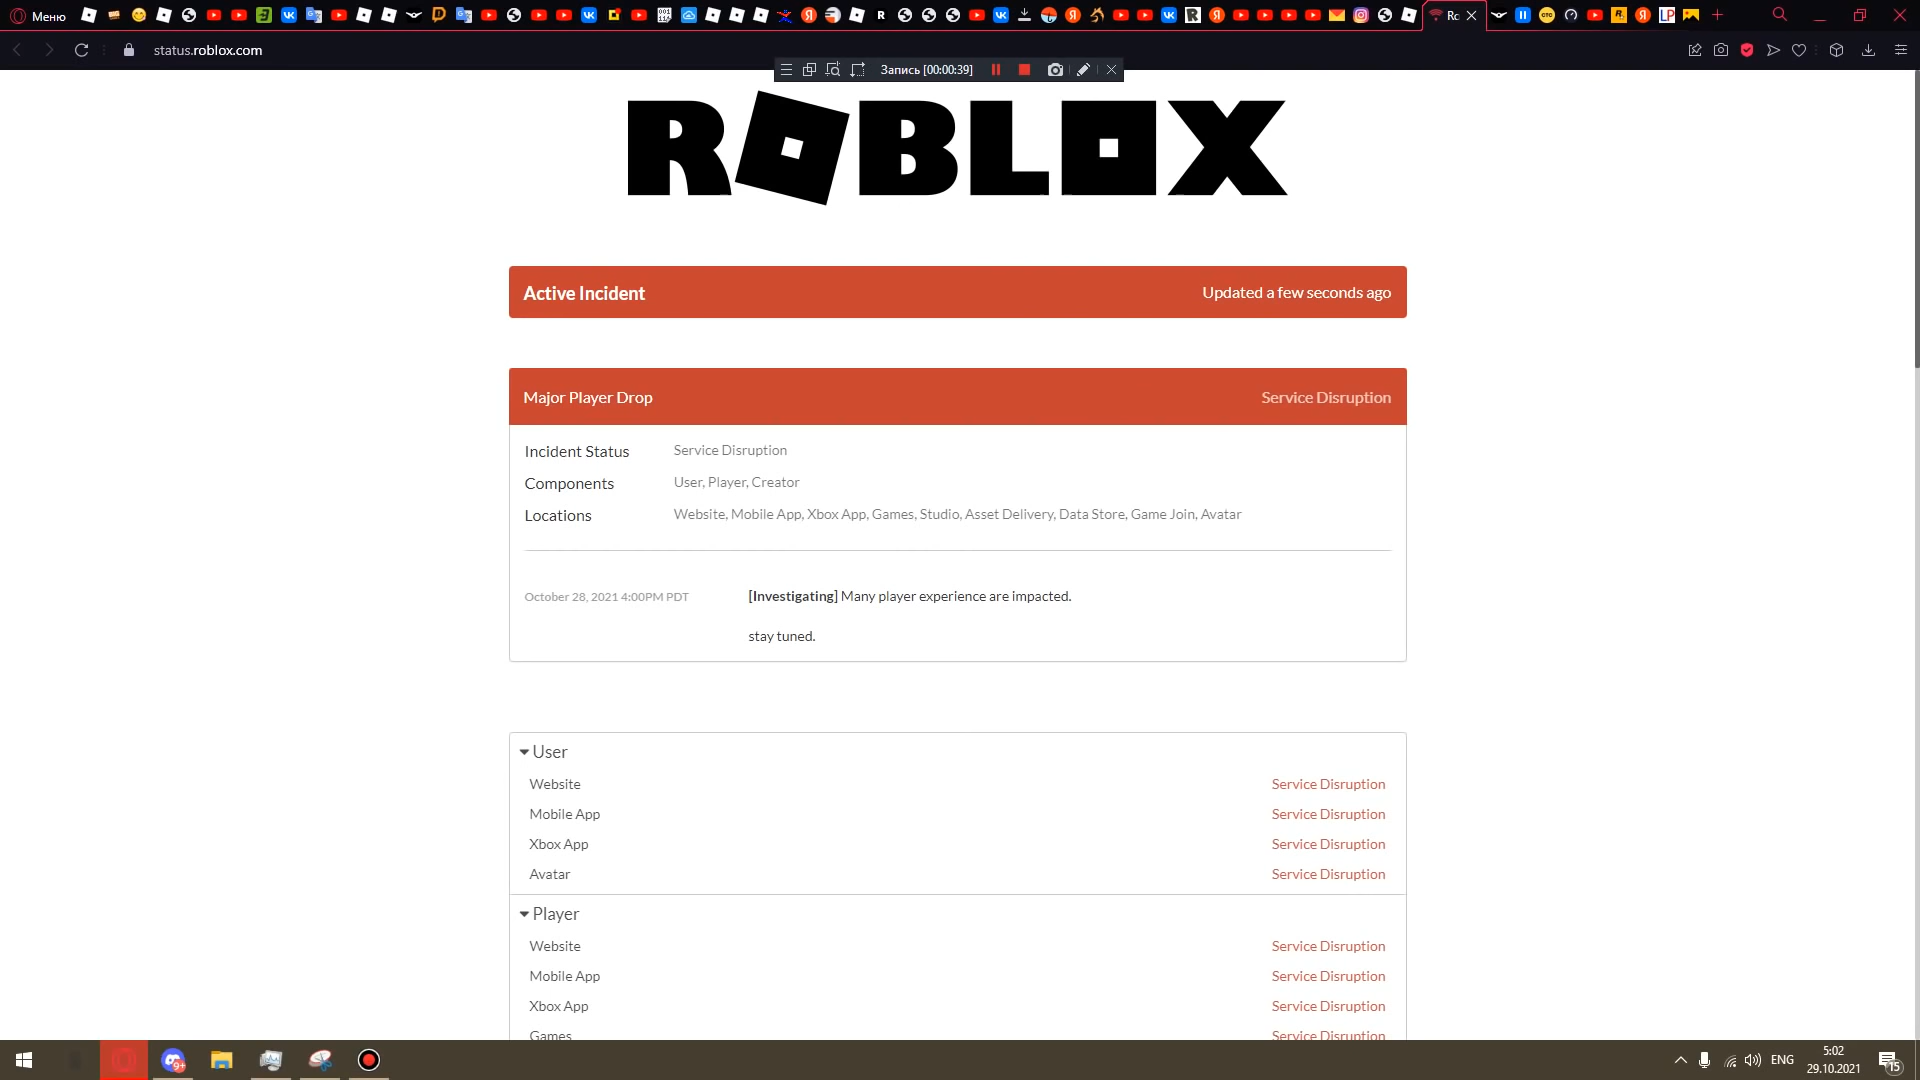 Меню
Ro
status.roblox.com
Запись [00:00:39]
ROBLOX
Active Incident
Updated a few seconds ago
Major Player Drop
Service Disruption
Incident Status
Service Disruption
Components
User, Player, Creator
Locations
Website, Mobile App, Xbox App, Games, Studio, Asset Delivery, Data Store, Game Join, Avatar
October 28, 2021 4:00PM PDT
[Investigating] Many player experience are impacted.
stay tuned.
User
Website
Service Disruption
Mobile App
Service Disruption
Xbox App
Service Disruption
Avatar
Service Disruption
Player
Website
Service Disruption
Mobile App
Service Disruption
Xbox App
Service Disruption
Games
Service Disruption
9+
ENG
5:02
29.10.2021
15